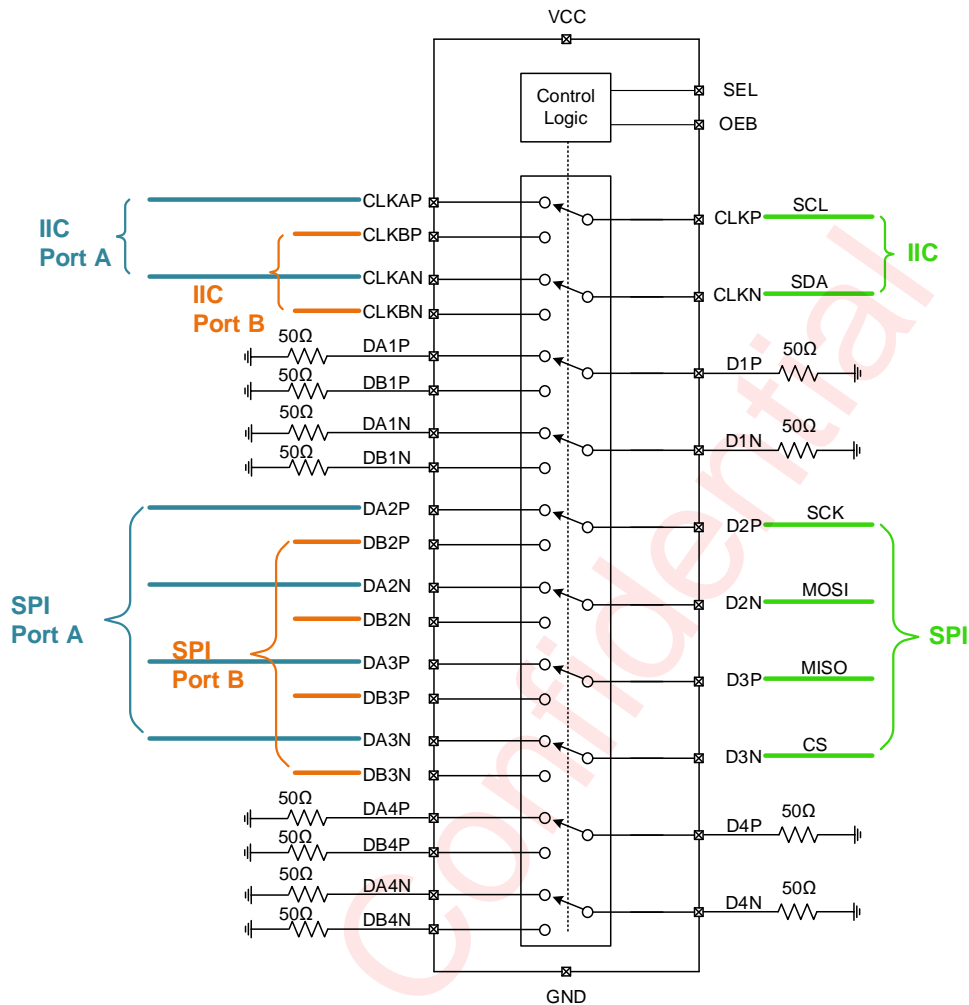 VCC
Control
Logic
SEL
OEB
IIC
Port A
IIC
Port B
CLKAP
CLKBP
CLKAN
CLKBN
CLKP
SCL
CLKN
SDA
IIC
50Ω
DA1P
50Ω
DB1P
50Ω
DA1N
50Ω
DB1N
D1P
50Ω
D1N
50Ω
SPI
Port A
SPI
Port B
DA2P
DB2P
DA2N
DB2N
DA3P
DB3P
DA3N
DB3N
D2P
SCK
D2N
MOSI
D3P
MISO
D3N
CS
SPI
50Ω
DA4P
50Ω
DB4P
50Ω
DA4N
50Ω
DB4N
D4P
50Ω
D4N
50Ω
GND
Confidential